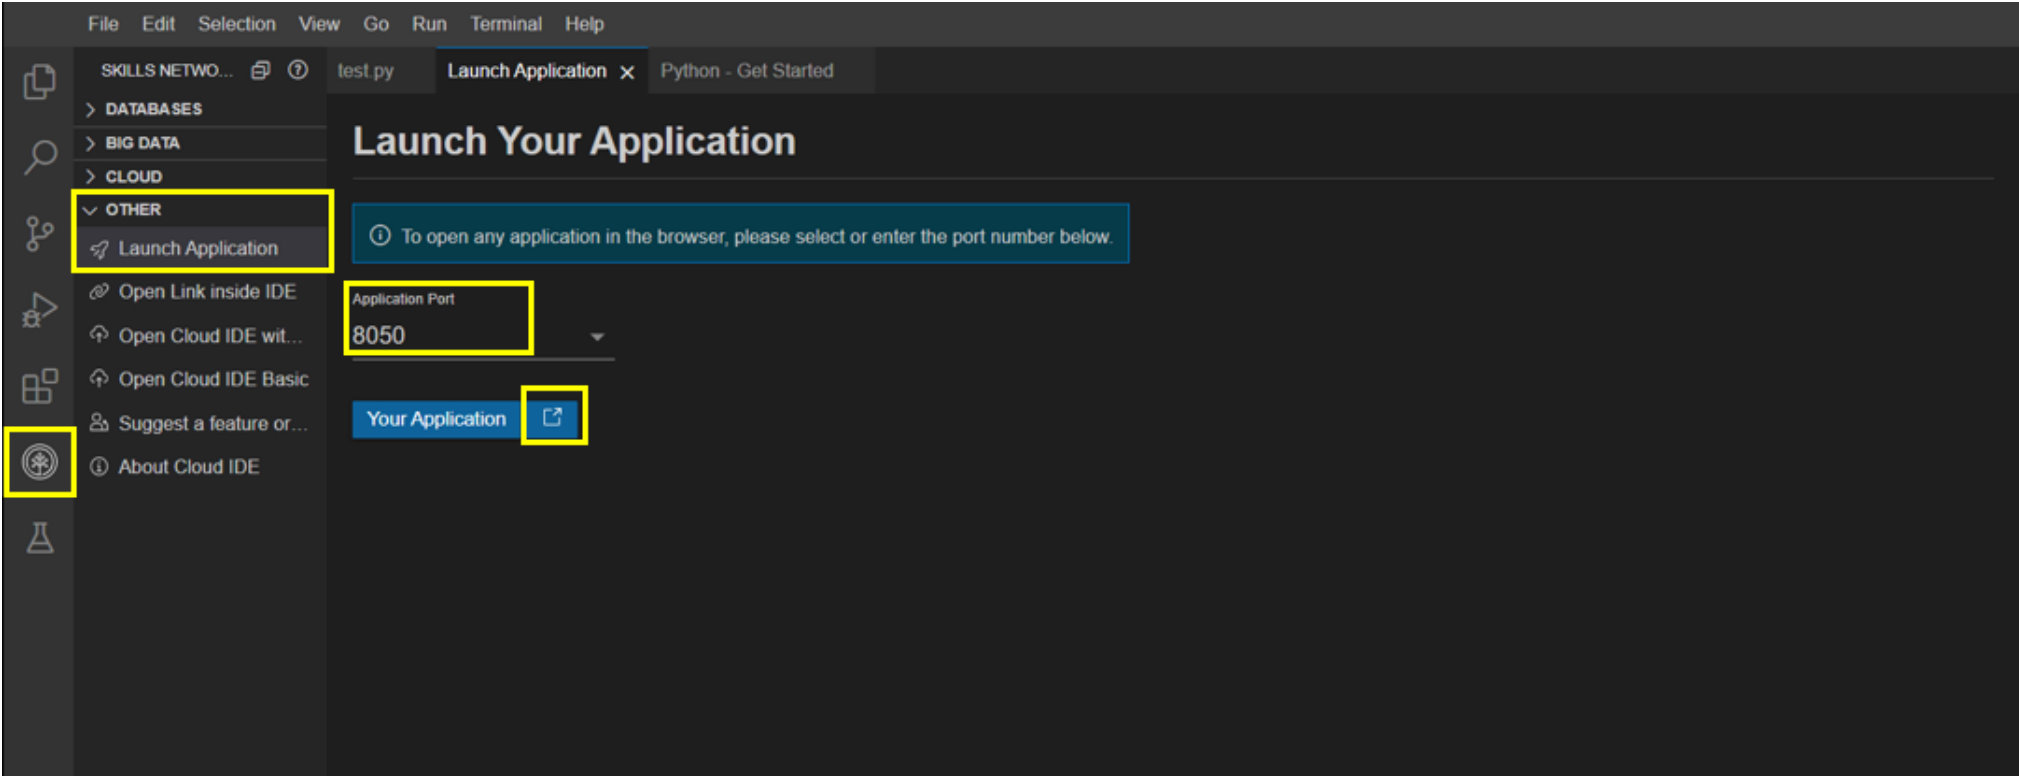 File Edit Selection View Go Run Terminal Help
SKILLS NETWO...
test.py
Launch Application
Python - Get Started
DATABASES
BIG DATA
CLOUD
OTHER
Launch Application
Open Link inside IDE
Open Cloud IDE wit...
Open Cloud IDE Basic
Suggest a feature or...
About Cloud IDE
Launch Your Application
To open any application in the browser, please select or enter the port number below.
Application Port
8050
Your Application